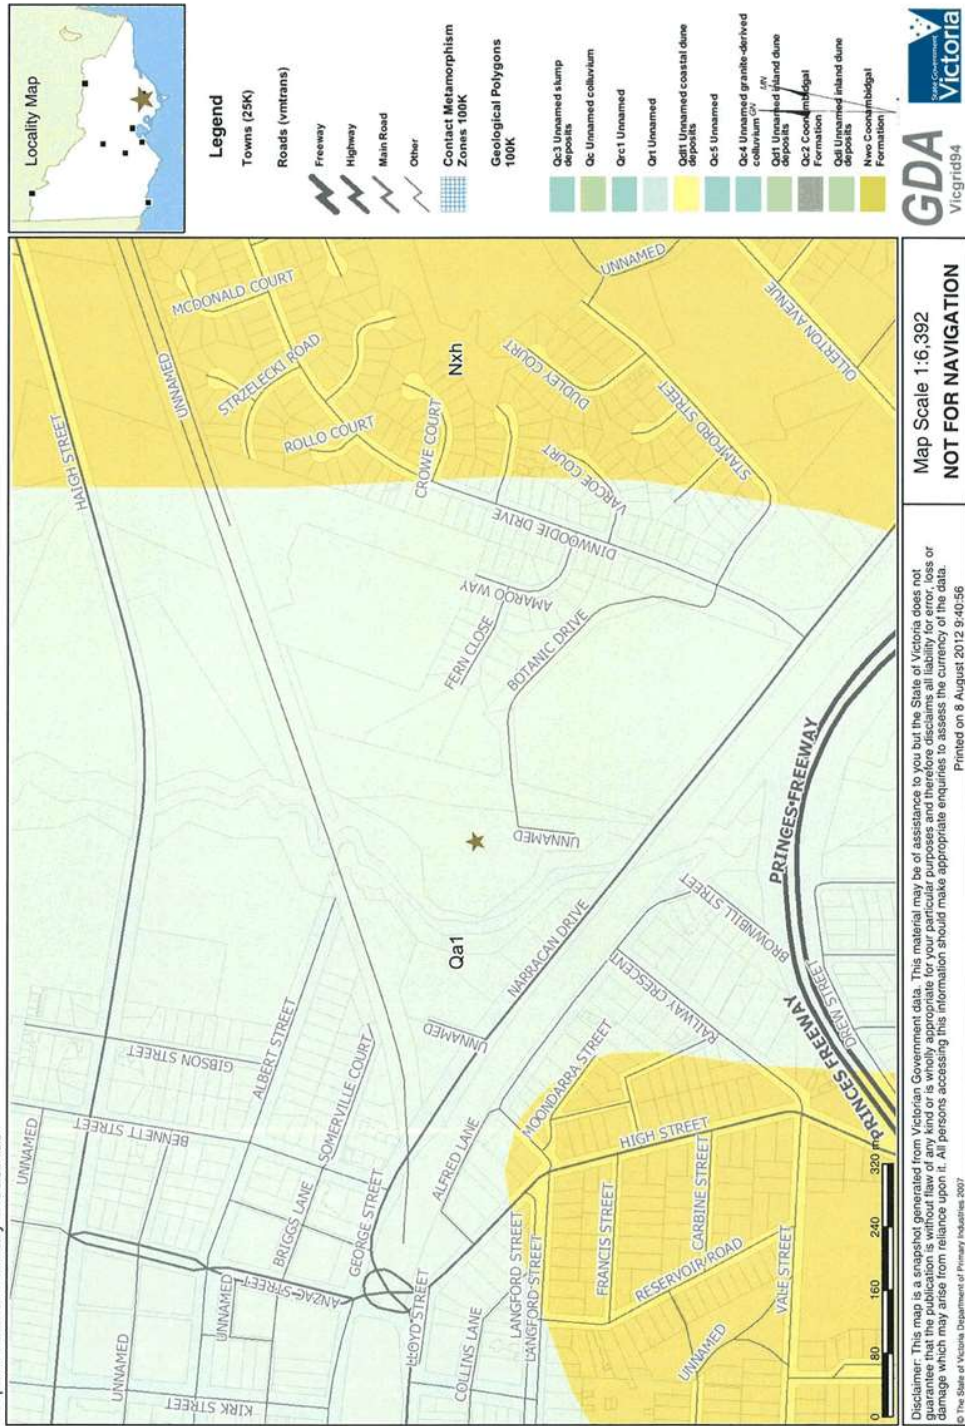 Locality Map
Legend
Towns (25K)
Roads (vmtrans)
Freeway
Highway
Main Road
Other
Contact Metamorphism
Zones 100K
Geological Polygons
100K
Qc3 Unnamed slump
deposits
Qc Unnamed colluvium
Qrc1 Unnamed
Qrt Unnamed
Qdl1 Unnamed coastal dune
deposits
Qc5 Unnamed
Qc4 Unnamed granite-derived
colluvium
GN
MN
Qd1 Unnamed inland dune
deposits
Qc2 Coonambidgal
Formation
Qd8 Unnamed inland dune
deposits
Nwo Coonambidgal
Formation
HAIGH STREET
UNNAMED
MCDONALD COURT
STRZELECKI ROAD
ROLLO COURT
CROWE COURT
Nxh
DUDLEY COURT
UNNAMED
VARCOE COURT
STAMFORD STREET
OLLERTON AVENUE
DINWOODIE DRIVE
AMAROO WAY
FERN CLOSE
BOTANIC DRIVE
UNNAMED
Qa1
NARRACAN DRIVE
PRINCES FREEWAY
PRINCES FREEWAY
BROWNBILL STREET
DREW STREET
RAILWAY CRESCENT
MOONDARRA STREET
HIGH STREET
UNNAMED
GIBSON STREET
ALBERT STREET
SOMERVILLE COURT
BENNETT STREET
UNNAMED
BRIGGS LANE
GEORGE STREET
ALFRED LANE
ANZAC STREET
UNNAMED
UNNAMED
KIRK STREET
LLOYD STREET
COLLINS LANE
LANGFORD STREET
LANGFORD STREET
FRANCIS STREET
CARBINE STREET
RESERVOIR ROAD
VALE STREET
UNNAMED
0 80 160 240 320 m
Disclaimer: This map is a snapshot generated from Victorian Government data. This material may be of assistance to you but the State of Victoria does not
guarantee that the publication is without flaw of any kind or is wholly appropriate for your particular purposes and therefore disclaims all liability for error, loss or
damage which may arise from reliance upon it. All persons accessing this information should make appropriate enquiries to assess the currency of the data.
The State of Victoria Department of Primary Industries 2007
Printed on 8 August 2012 9:40:56
Map Scale 1:6,392
NOT FOR NAVIGATION
GDA
Vicgrid94
State Government
Victoria